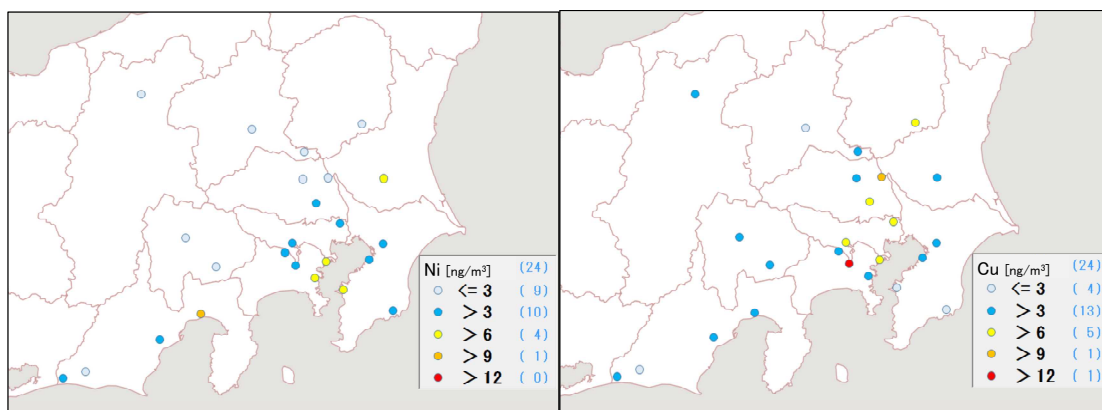 Ni [ng/m³] (24)
<= 3 ( 9)
> 3 (10)
> 6 ( 4)
> 9 ( 1)
> 12 ( 0)
Cu [ng/m³] (24)
<= 3 ( 4)
> 3 (13)
> 6 ( 5)
> 9 ( 1)
> 12 ( 1)